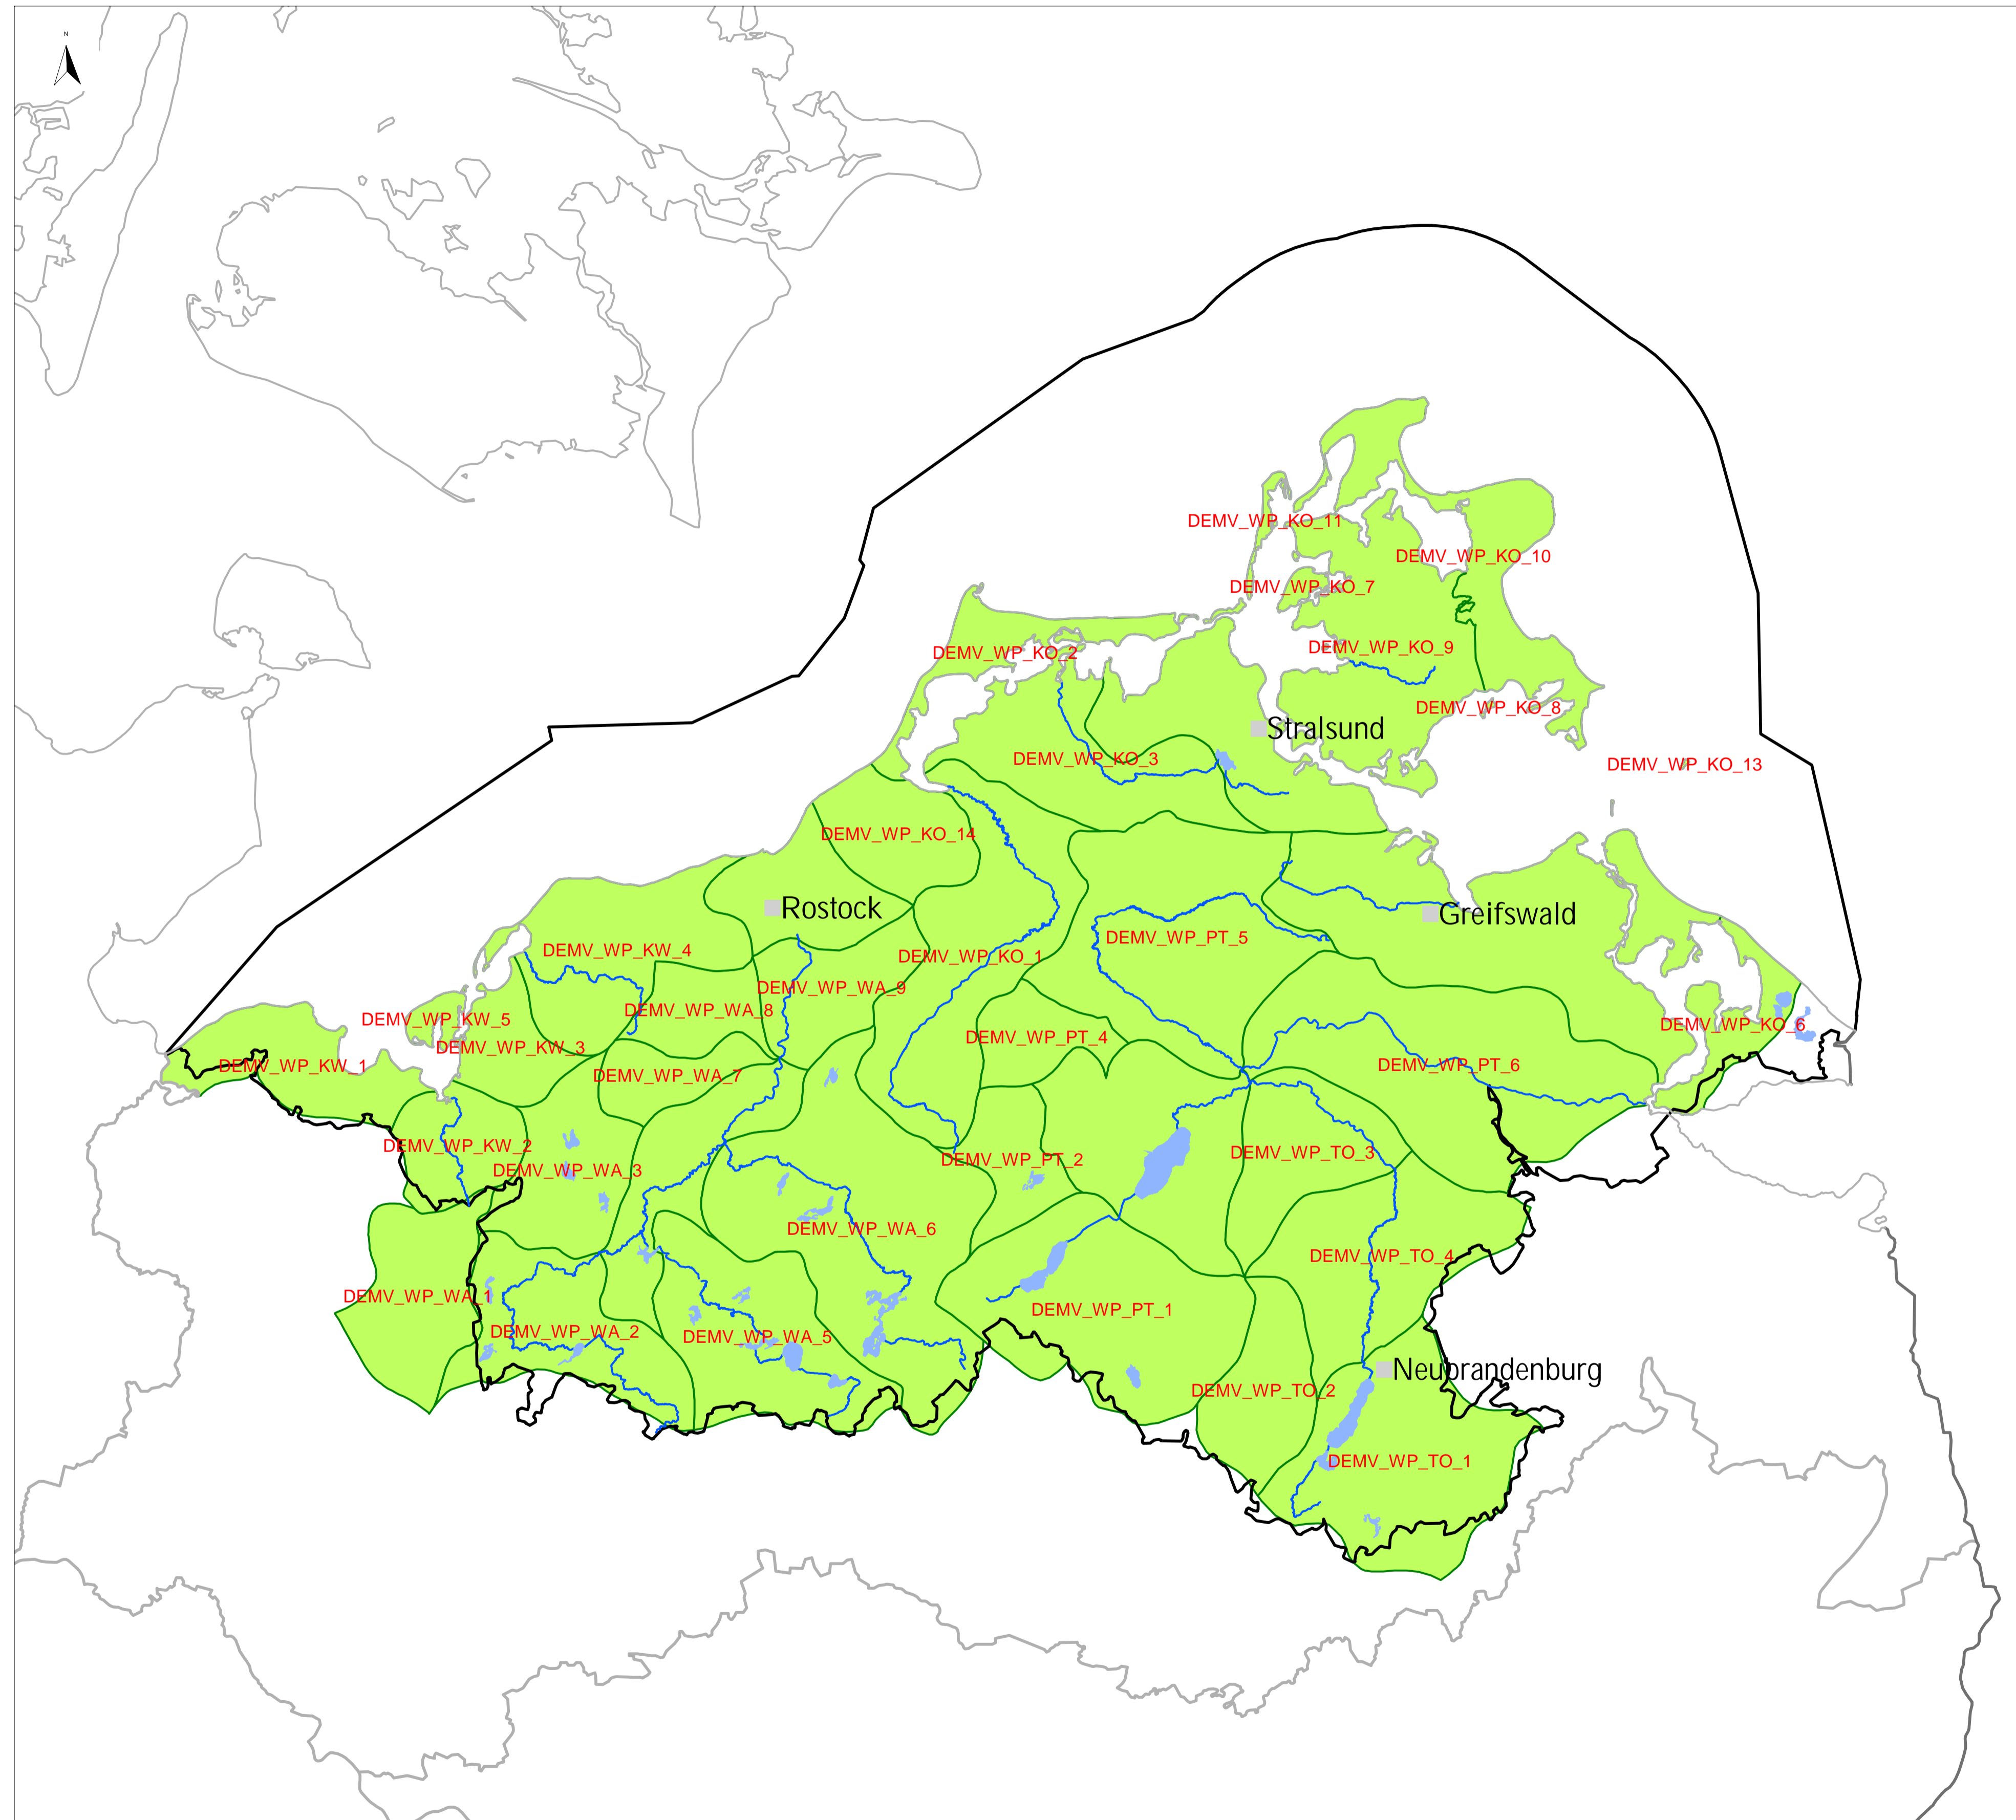 N
DEMV_WP_KO_11
DEMV_WP_KO_10
DEMV_WP_KO_7
DEMV_WP_KO_9
DEMV_WP_KO_2
DEMV_WP_KO_8
Stralsund
DEMV_WP_KO_3
DEMV_WP_KO_13
DEMV_WP_KO_14
Rostock
Greifswald
DEMV_WP_PT_5
DEMV_WP_KW_4
DEMV_WP_KO_1
DEMV_WP_WA_9
DEMV_WP_WA_8
DEMV_WP_KW_5
DEMV_WP_KO_6
DEMV_WP_PT_4
DEMV_WP_KW_3
DEMV_WP_KW_1
DEMV_WP_PT_6
DEMV_WP_WA_7
DEMV_WP_KW_2
DEMV_WP_TO_3
DEMV_WP_PT_2
DEMV_WP_WA_3
DEMV_WP_WA_6
DEMV_WP_TO_4
DEMV_WP_WA_1
DEMV_WP_PT_1
DEMV_WP_WA_2
DEMV_WP_WA_5
Neubrandenburg
DEMV_WP_TO_2
DEMV_WP_TO_1